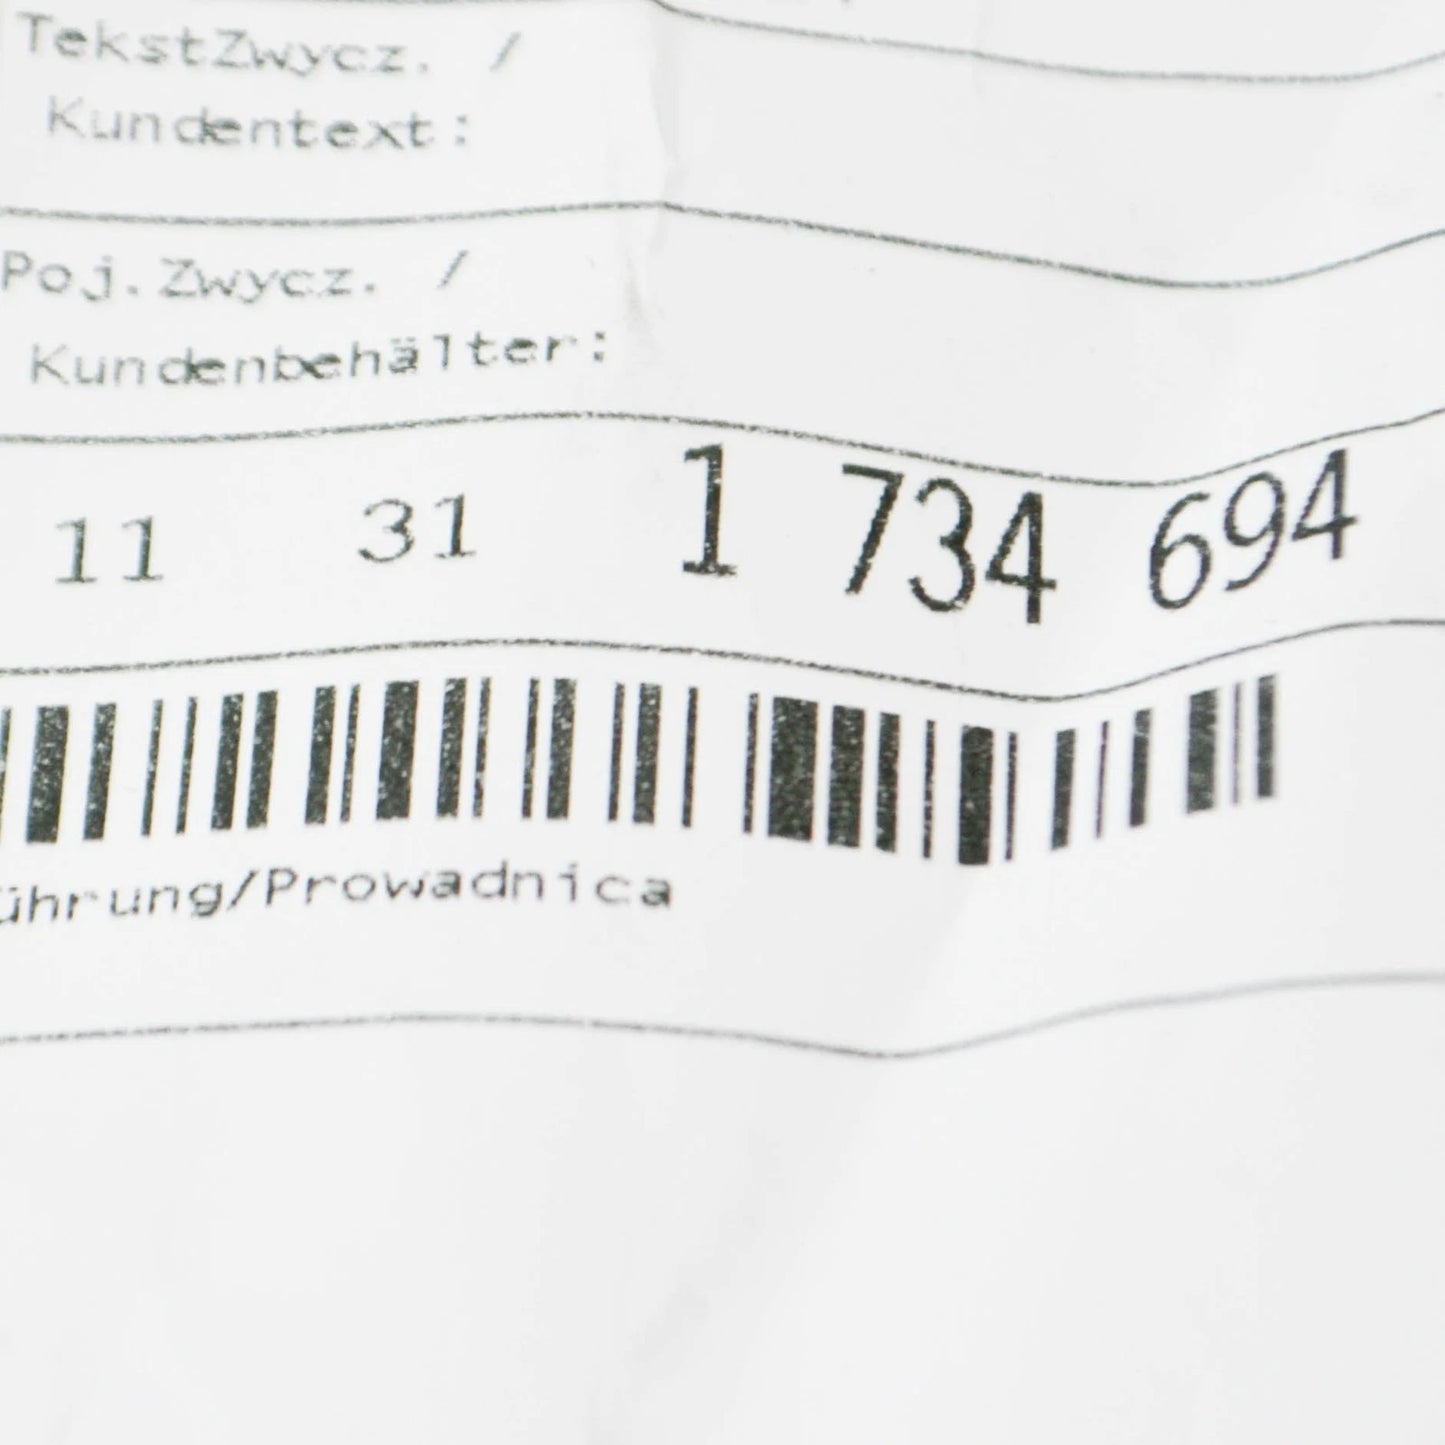 TekstZwycz. /
Kundentext:
Poj.Zwycz. /
Kundenbehälter:
11 31 1 734 694
ührung/Prowadnica